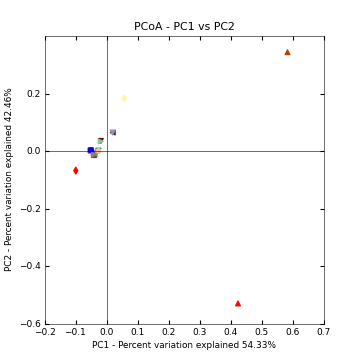 PCoA - PC1 vs PC2
PC2 - Percent variation explained 42.46%
0.2
0.0
−0.2
−0.4
−0.6
−0.2 −0.1 0.0 0.1 0.2 0.3 0.4 0.5 0.6 0.7
PC1 - Percent variation explained 54.33%